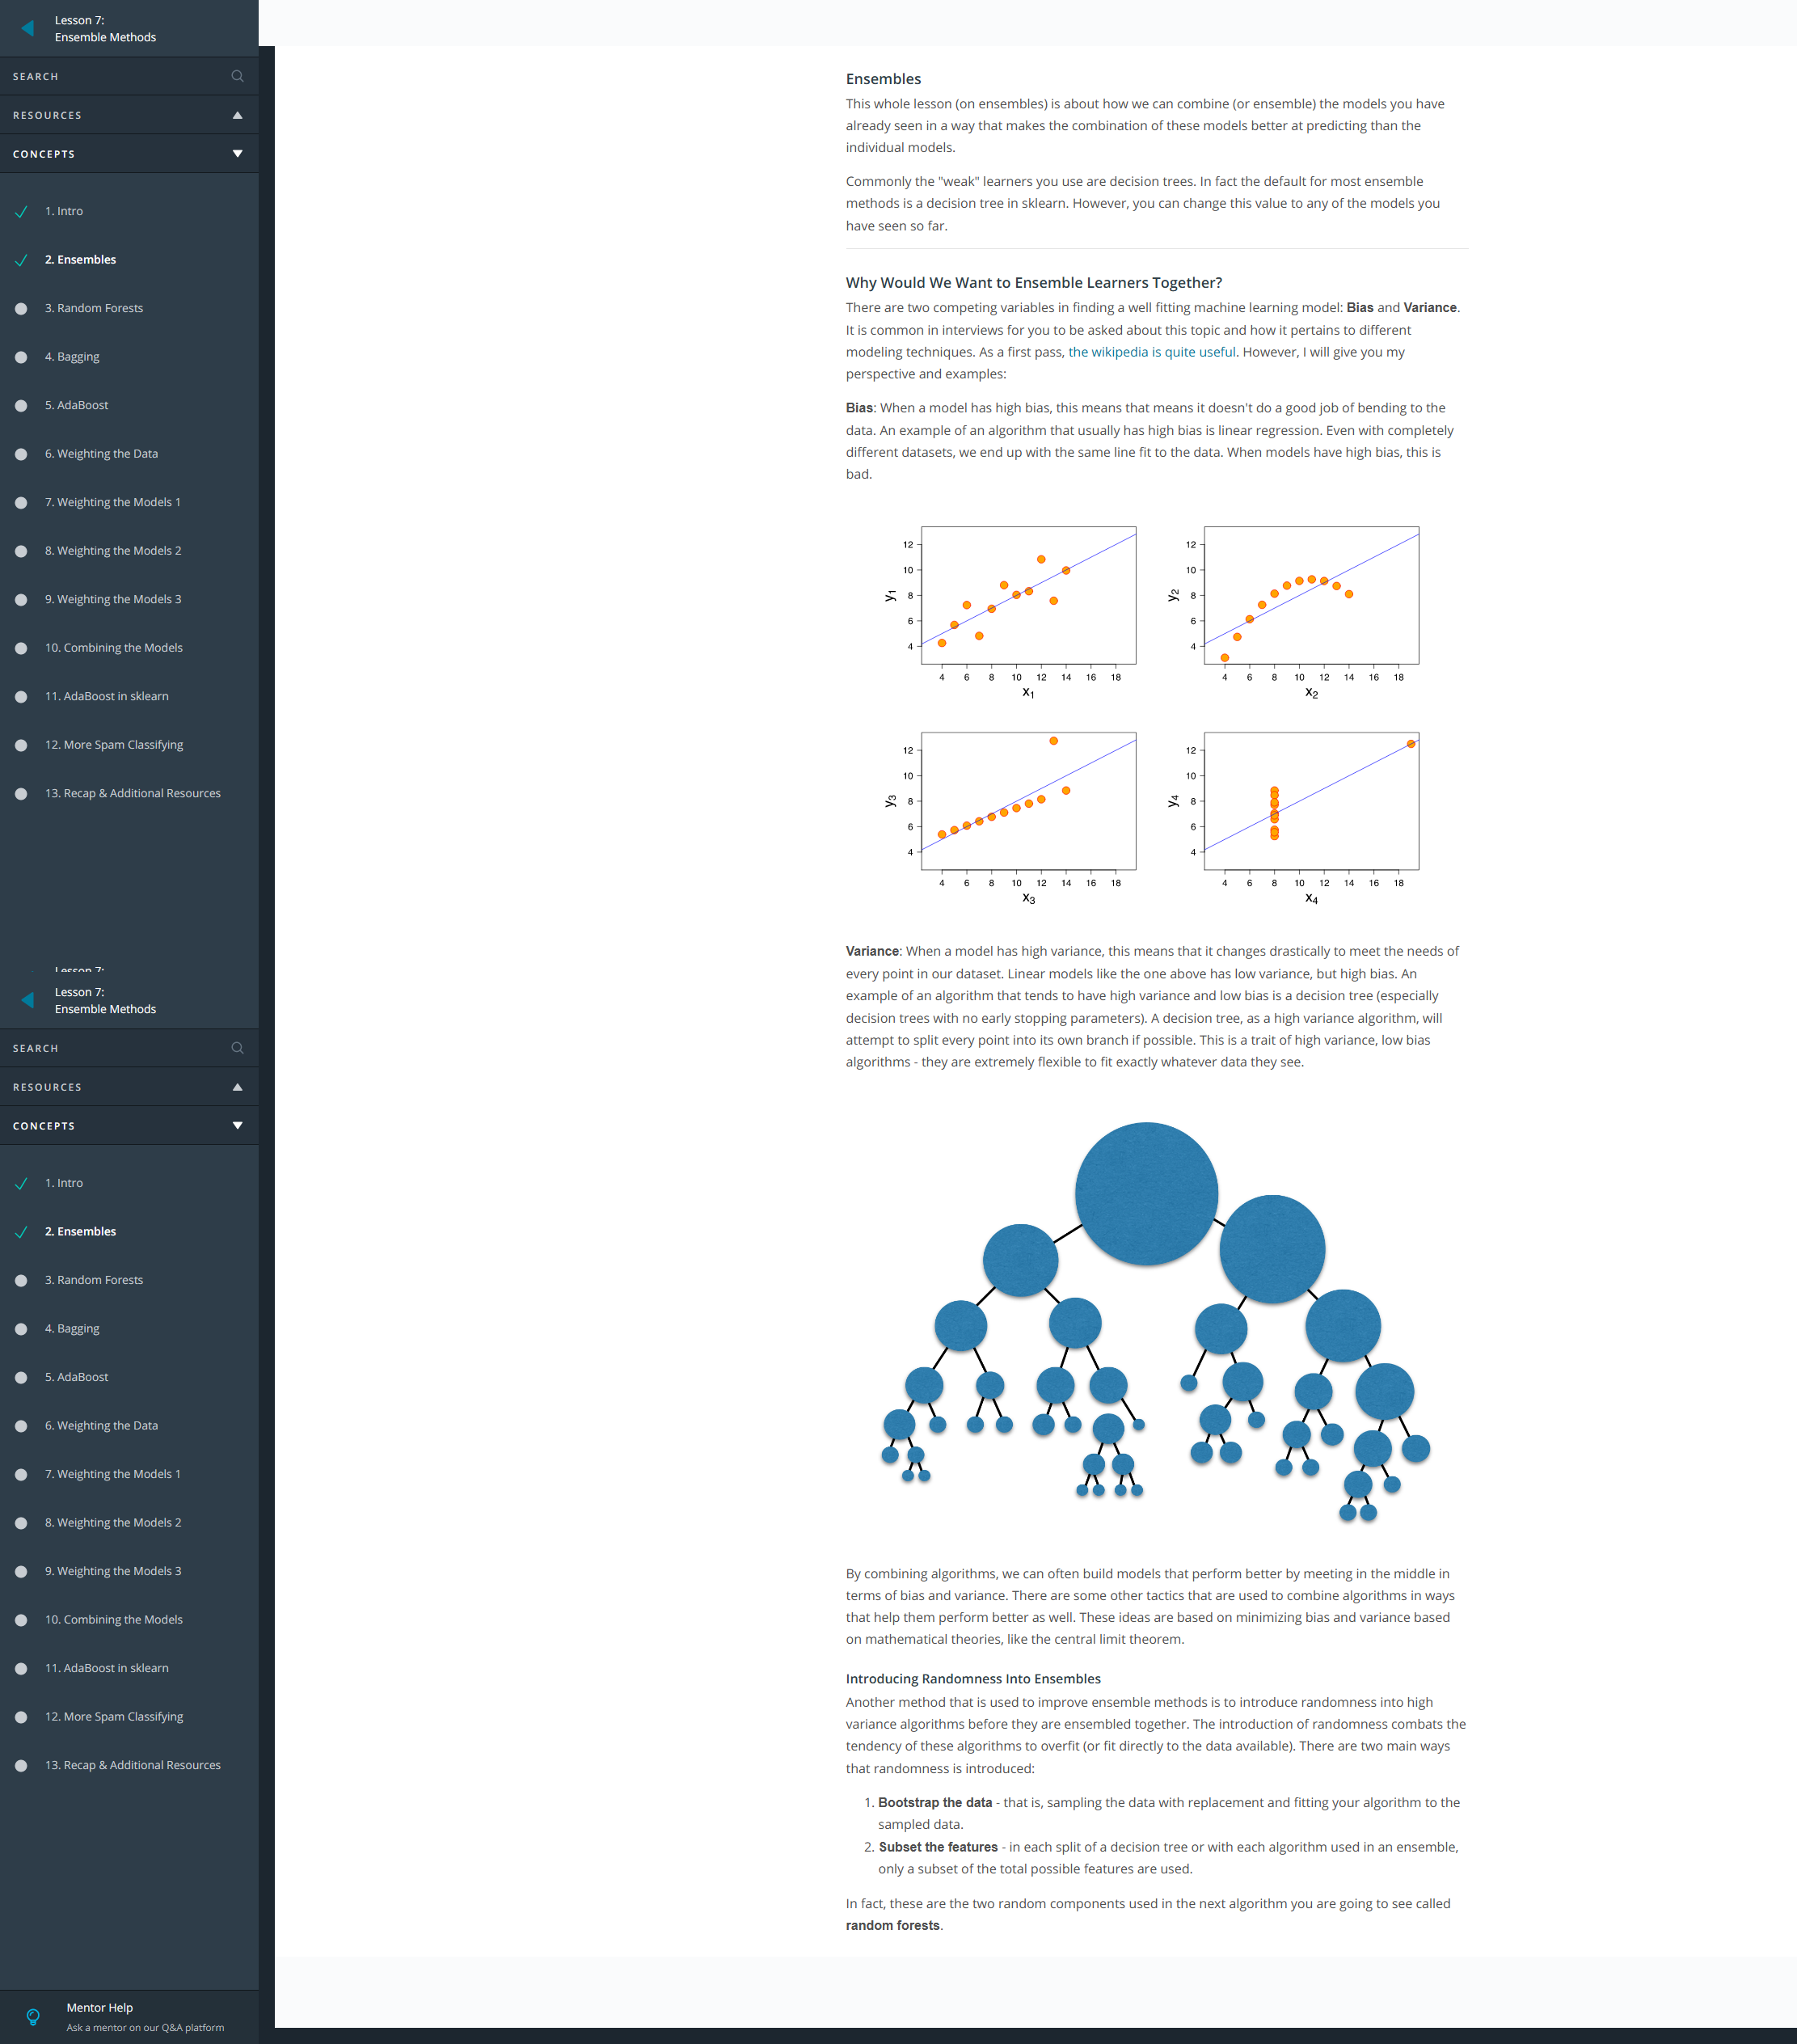 Lesson 7:
Ensemble Methods
SEARCH
RESOURCES
CONCEPTS
1. Intro
2. Ensembles
3. Random Forests
4. Bagging
5. AdaBoost
6. Weighting the Data
7. Weighting the Models 1
8. Weighting the Models 2
9. Weighting the Models 3
10. Combining the Models
11. AdaBoost in sklearn
12. More Spam Classifying
13. Recap & Additional Resources
Lesson 7:
Lesson 7:
Ensemble Methods
SEARCH
RESOURCES
CONCEPTS
1. Intro
2. Ensembles
3. Random Forests
4. Bagging
5. AdaBoost
6. Weighting the Data
7. Weighting the Models 1
8. Weighting the Models 2
9. Weighting the Models 3
10. Combining the Models
11. AdaBoost in sklearn
12. More Spam Classifying
13. Recap & Additional Resources
Mentor Help
Ask a mentor on our Q&A platform
Ensembles
This whole lesson (on ensembles) is about how we can combine (or ensemble) the models you have
already seen in a way that makes the combination of these models better at predicting than the
individual models.
Commonly the "weak" learners you use are decision trees. In fact the default for most ensemble
methods is a decision tree in sklearn. However, you can change this value to any of the models you
have seen so far.
Why Would We Want to Ensemble Learners Together?
There are two competing variables in finding a well fitting machine learning model: Bias and Variance.
It is common in interviews for you to be asked about this topic and how it pertains to different
modeling techniques. As a first pass, the wikipedia is quite useful. However, I will give you my
perspective and examples:
Bias: When a model has high bias, this means that means it doesn't do a good job of bending to the
data. An example of an algorithm that usually has high bias is linear regression. Even with completely
different datasets, we end up with the same line fit to the data. When models have high bias, this is
bad.
12
10
8
6
4
y1
4 6 8 10 12 14 16 18
x1
12
10
8
6
4
y2
4 6 8 10 12 14 16 18
x2
12
10
8
6
4
y3
4 6 8 10 12 14 16 18
x3
12
10
8
6
4
y4
4 6 8 10 12 14 16 18
x4
Variance: When a model has high variance, this means that it changes drastically to meet the needs of
every point in our dataset. Linear models like the one above has low variance, but high bias. An
example of an algorithm that tends to have high variance and low bias is a decision tree (especially
decision trees with no early stopping parameters). A decision tree, as a high variance algorithm, will
attempt to split every point into its own branch if possible. This is a trait of high variance, low bias
algorithms - they are extremely flexible to fit exactly whatever data they see.
By combining algorithms, we can often build models that perform better by meeting in the middle in
terms of bias and variance. There are some other tactics that are used to combine algorithms in ways
that help them perform better as well. These ideas are based on minimizing bias and variance based
on mathematical theories, like the central limit theorem.
Introducing Randomness Into Ensembles
Another method that is used to improve ensemble methods is to introduce randomness into high
variance algorithms before they are ensembled together. The introduction of randomness combats the
tendency of these algorithms to overfit (or fit directly to the data available). There are two main ways
that randomness is introduced:
1. Bootstrap the data - that is, sampling the data with replacement and fitting your algorithm to the
sampled data.
2. Subset the features - in each split of a decision tree or with each algorithm used in an ensemble,
only a subset of the total possible features are used.
In fact, these are the two random components used in the next algorithm you are going to see called
random forests.